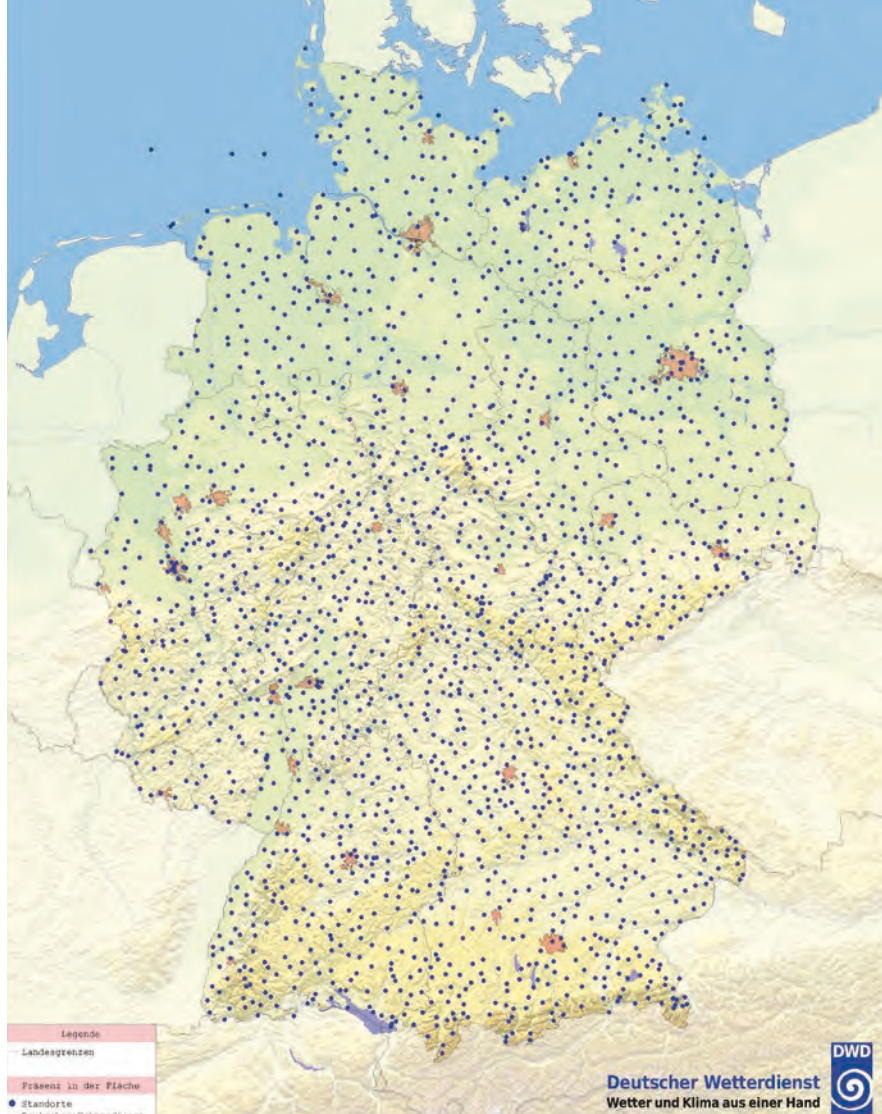 Legende
Landesgrenzen
Präsenz in der Fläche
Standorte
Deutscher Wetterdienst
Wetter und Klima aus einer Hand
DWD